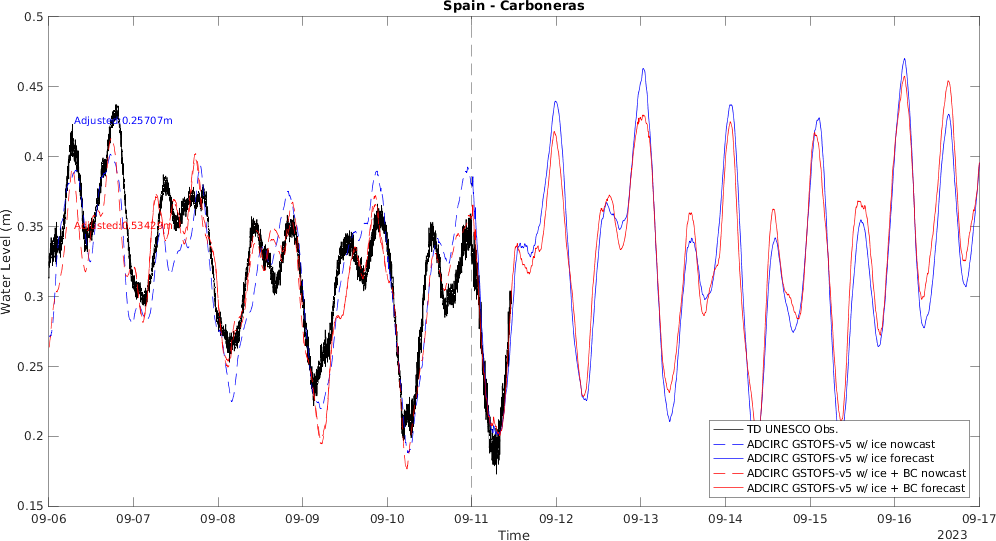 Spain - Carboneras
0.5
0.45
0.4
0.35
0.3
0.25
0.2
0.15
Water Level (m)
Adjusted: 0.25707m
TD UNESCO Obs.
ADCIRC GSTOFS-v5 w/ ice nowcast
ADCIRC GSTOFS-v5 w/ ice forecast
ADCIRC GSTOFS-v5 w/ ice + BC nowcast
ADCIRC GSTOFS-v5 w/ ice + BC forecast
09-06 09-07 09-08 09-09 09-10 09-11 09-12 09-13 09-14 09-15 09-16 09-17
Time
2023